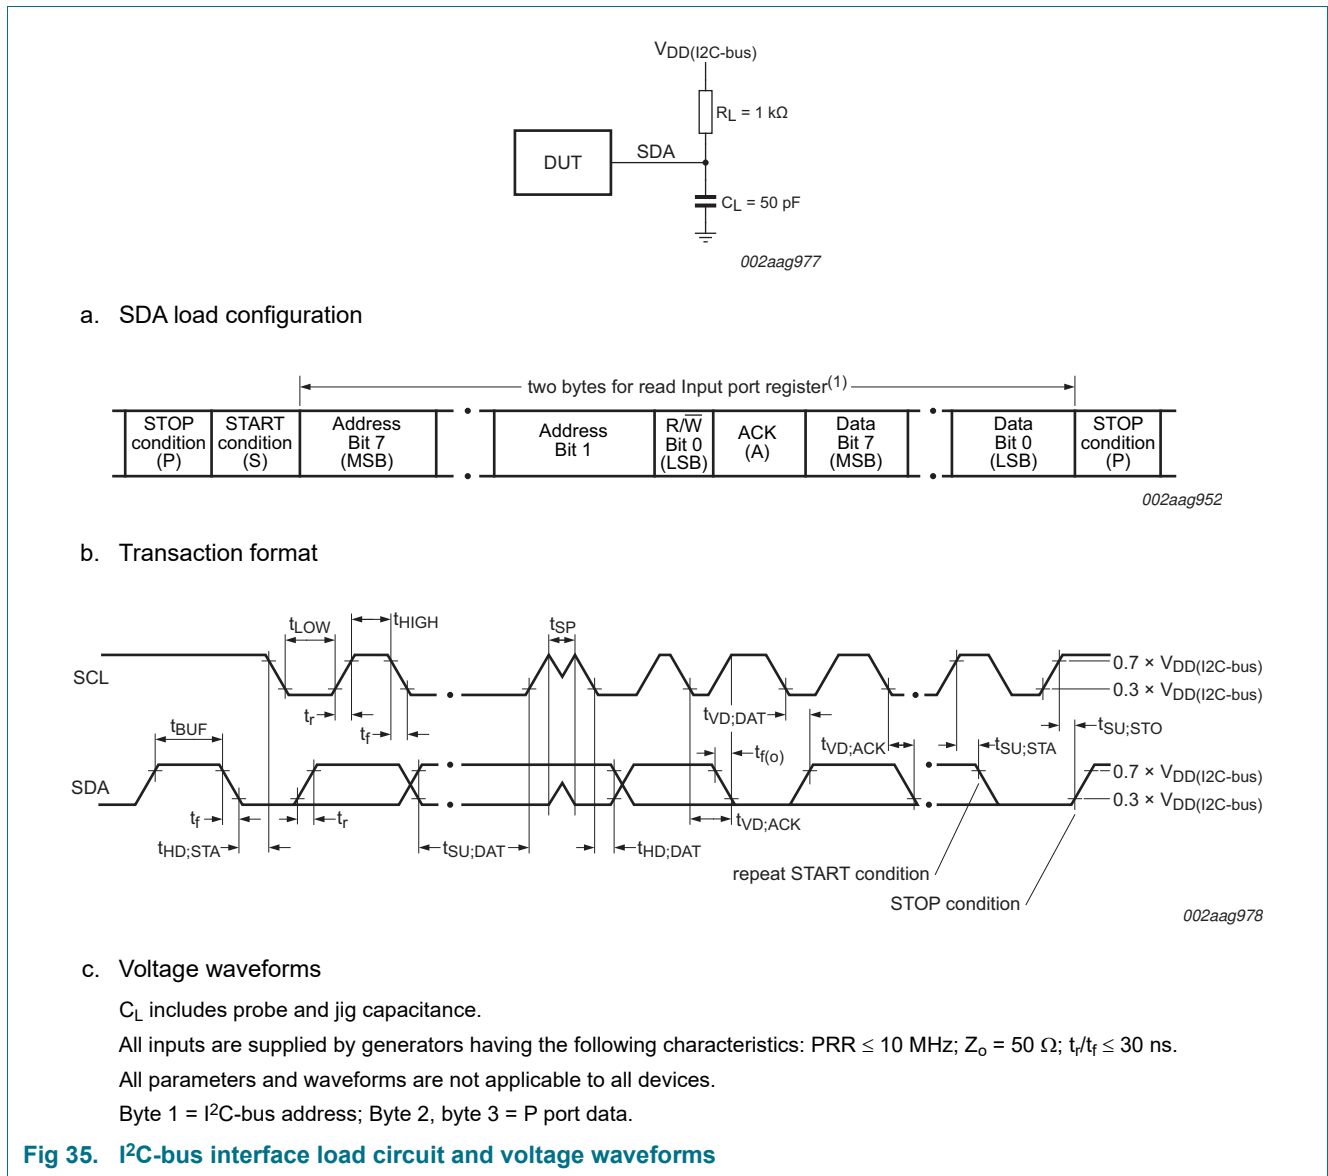 VDD(I2C-bus)
RL = 1 kΩ
DUT
SDA
CL = 50 pF
002aag977
a. SDA load configuration
two bytes for read Input port register(1)
STOP condition (P)
START condition (S)
Address Bit 7 (MSB)
Address Bit 1
R/W̅ Bit 0 (LSB)
ACK (A)
Data Bit 7 (MSB)
Data Bit 0 (LSB)
STOP condition (P)
002aag952
b. Transaction format
tLOW
tHIGH
tSP
SCL
0.7 × VDD(I2C-bus)
0.3 × VDD(I2C-bus)
tr
tf
tBUF
tVD;DAT
tf(o)
tVD;ACK
tSU;STA
tSU;STO
SDA
0.7 × VDD(I2C-bus)
0.3 × VDD(I2C-bus)
tf
tr
tHD;STA
tSU;DAT
tHD;DAT
tVD;ACK
repeat START condition
STOP condition
002aag978
c. Voltage waveforms
CL includes probe and jig capacitance.
All inputs are supplied by generators having the following characteristics: PRR ≤ 10 MHz; Zo = 50 Ω; tr/tf ≤ 30 ns.
All parameters and waveforms are not applicable to all devices.
Byte 1 = I2C-bus address; Byte 2, byte 3 = P port data.
Fig 35. I2C-bus interface load circuit and voltage waveforms